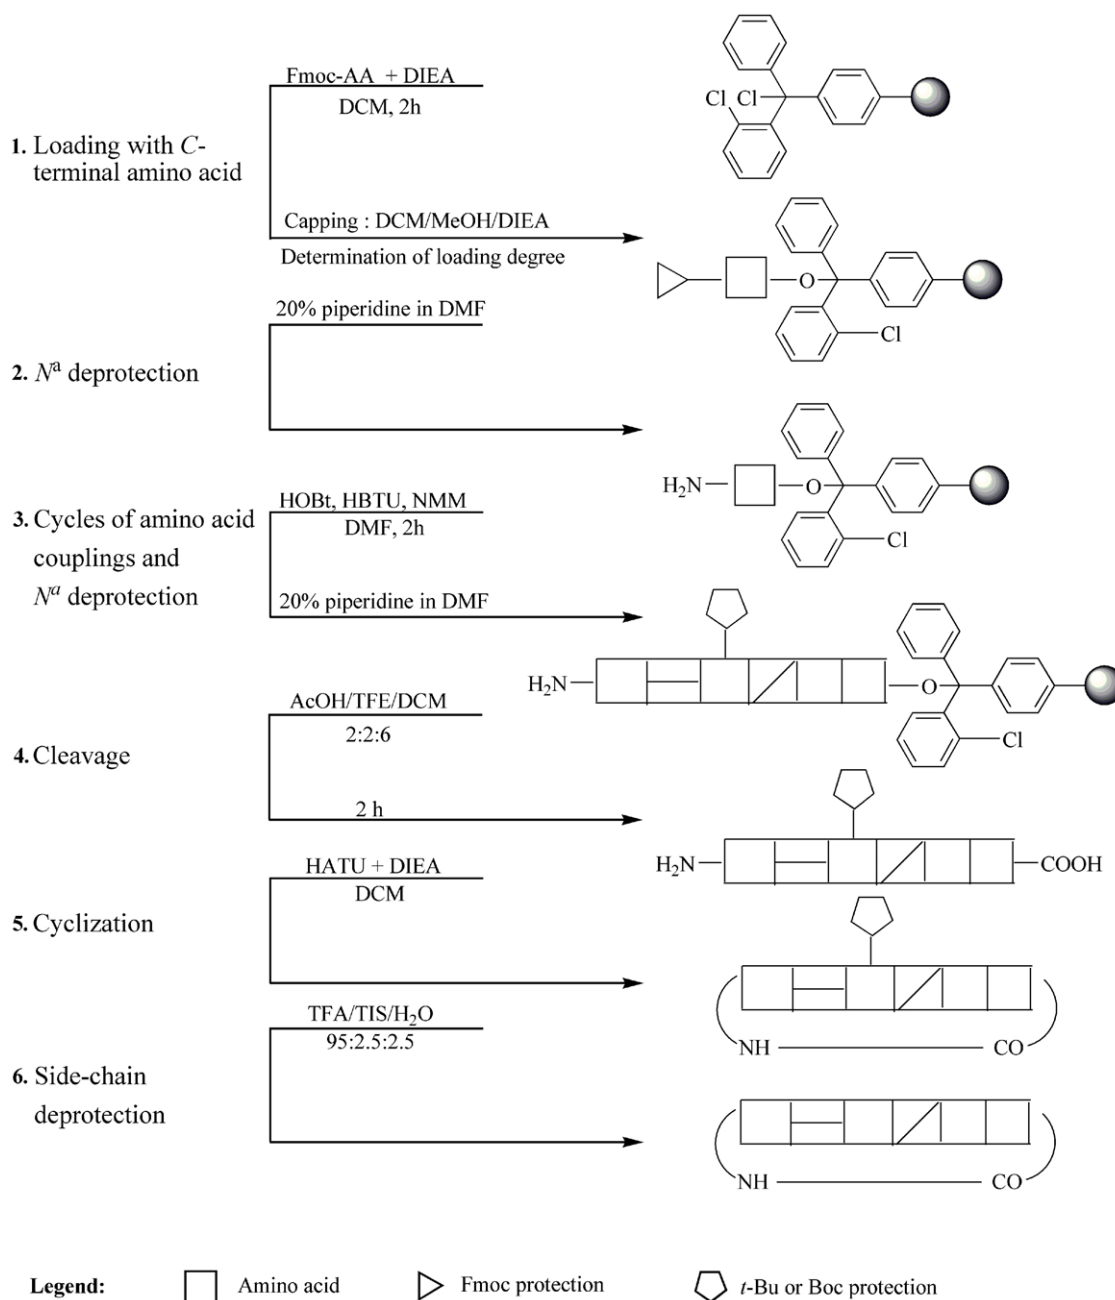 Fmoc-AA + DIEA
DCM, 2h
Cl Cl
1. Loading with C-
terminal amino acid
Capping : DCM/MeOH/DIEA
Determination of loading degree
O
Cl
20% piperidine in DMF
2. Nª deprotection
H₂N
O
Cl
HOBt, HBTU, NMM
DMF, 2h
3. Cycles of amino acid
couplings and
Nª deprotection
20% piperidine in DMF
H₂N
O
Cl
AcOH/TFE/DCM
2:2:6
4. Cleavage
2 h
H₂N
COOH
HATU + DIEA
DCM
5. Cyclization
NH
CO
TFA/TIS/H₂O
95:2.5:2.5
6. Side-chain
deprotection
NH
CO
Legend:
Amino acid
Fmoc protection
t-Bu or Boc protection